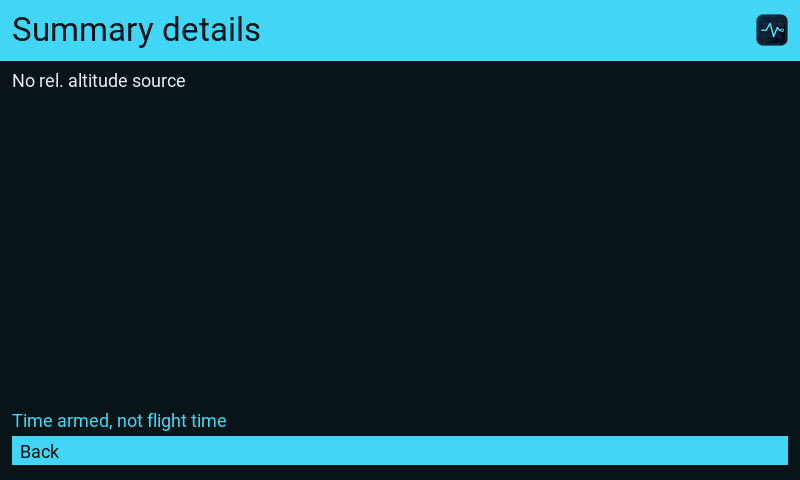 Summary details
No rel. altitude source
Time armed, not flight time
Back